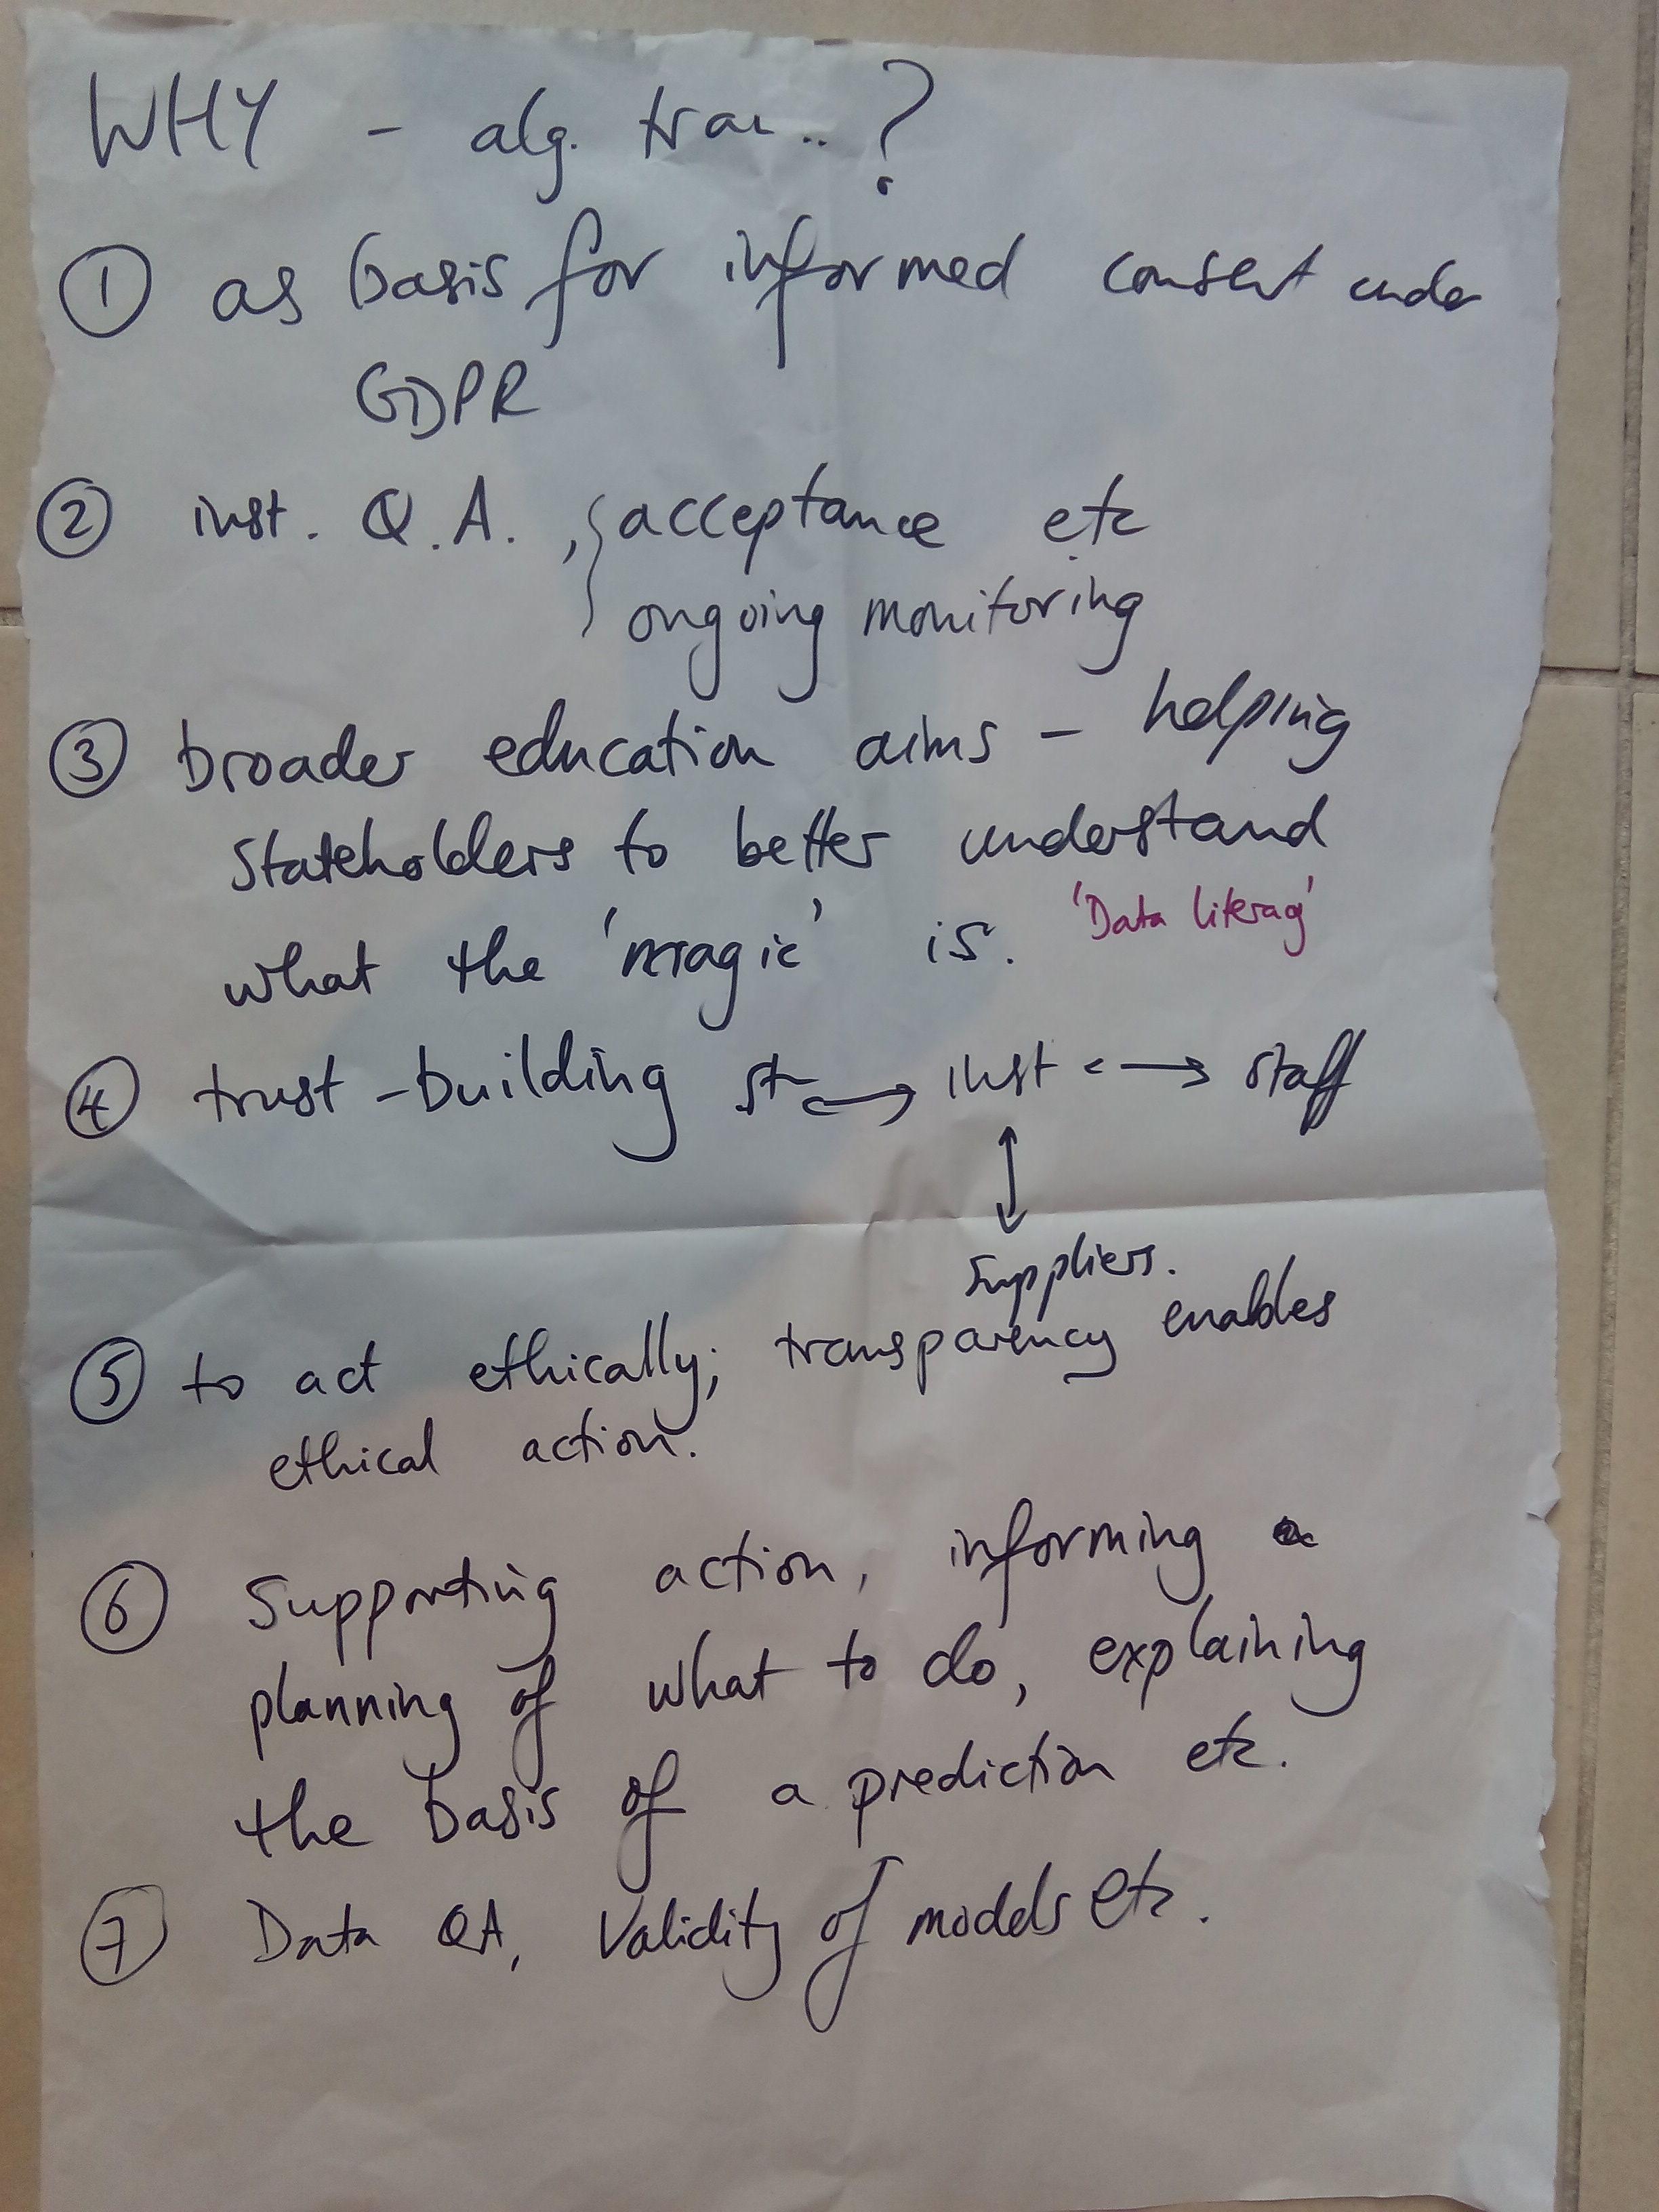 WHY - alg. tran..?
① as basis for informed consent under
GDPR
② inst. Q.A., { acceptance etc
ongoing monitoring
③ broader education aims - helping
stakeholders to better understand
what the 'magic' is. 'Data literacy'
④ trust-building st ↔ inst ↔ staff
↕
suppliers.
⑤ to act ethically; transparency enables
ethical action.
⑥ Supporting action, informing
planning of what to do, explaining
the basis of a prediction etc.
⑦ Data QA, Validity of models etc.